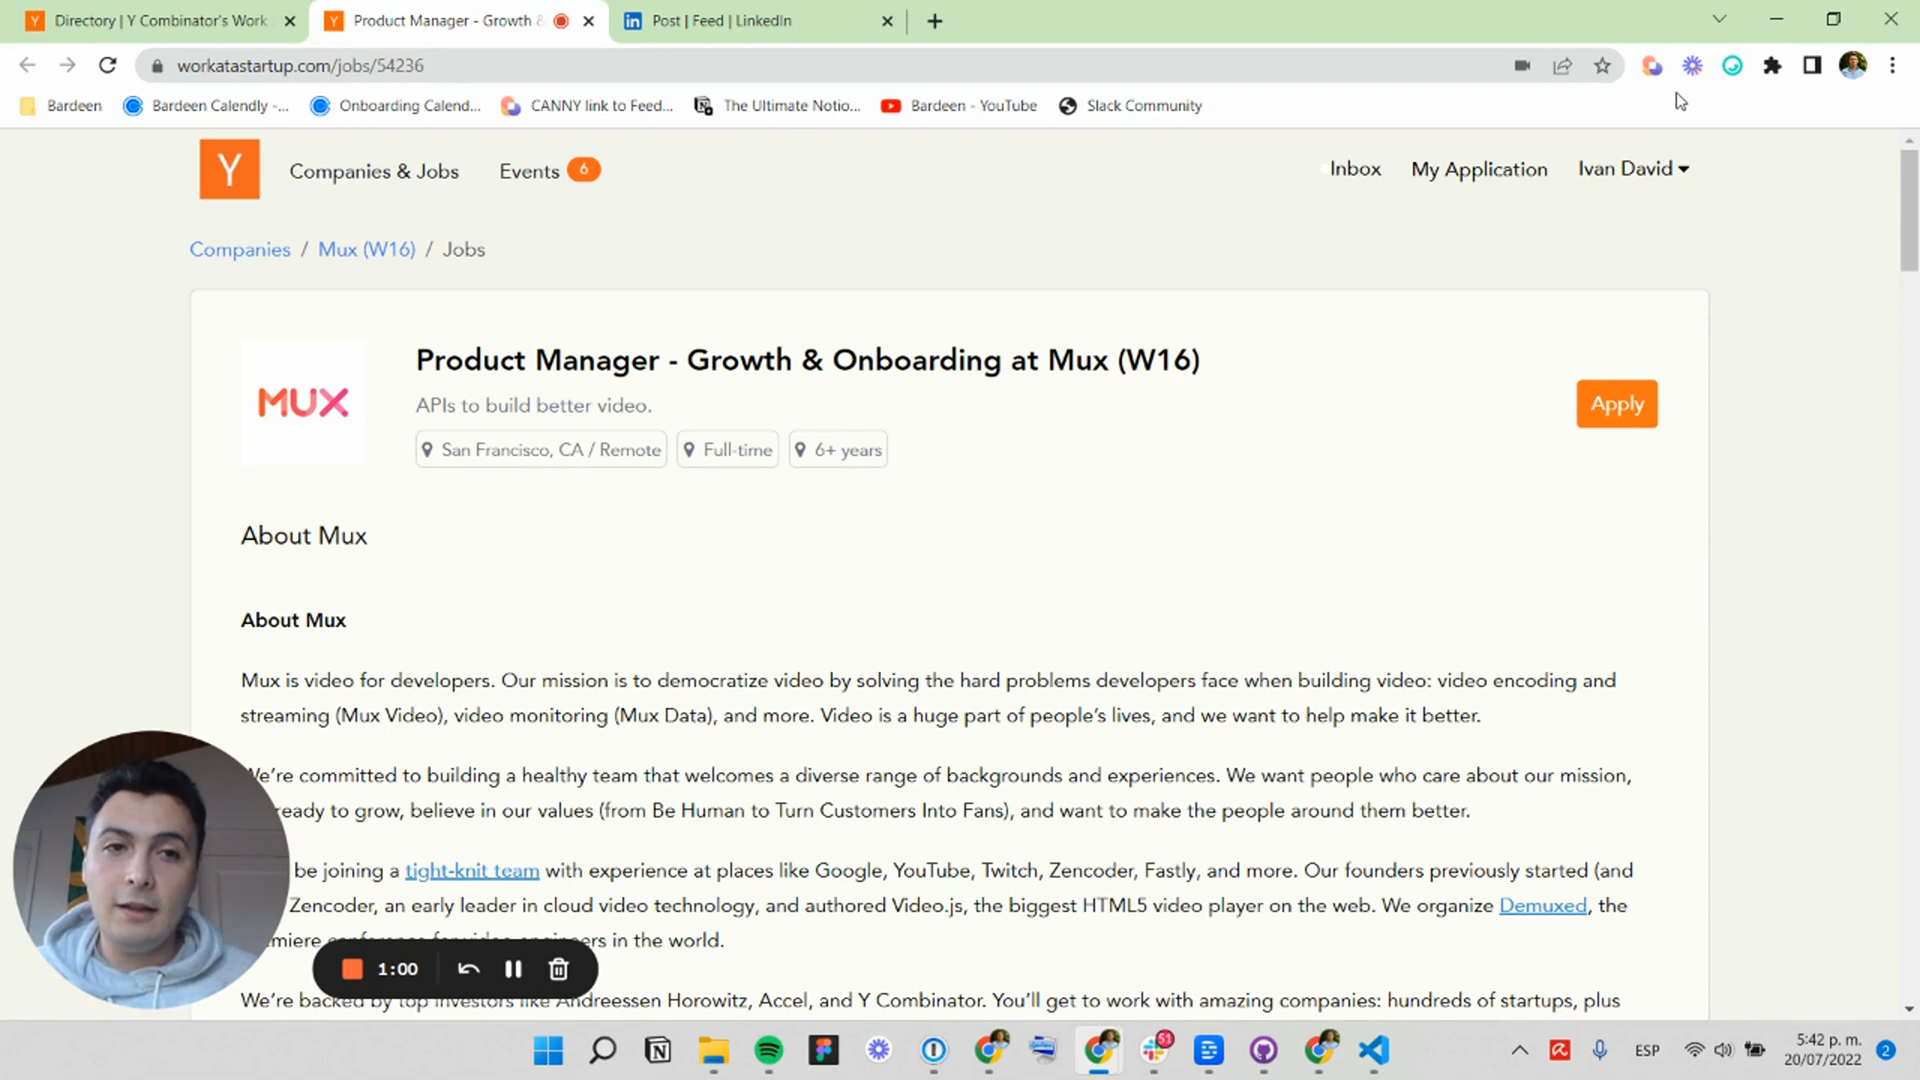 Directory | Y Combinator's Work
Product Manager - Growth &
Post | Feed | LinkedIn
workatastartup.com/jobs/54236
Bardeen
Bardeen Calendly -...
Onboarding Calend...
CANNY link to Feed...
The Ultimate Notio...
Bardeen - YouTube
Slack Community
Y
Companies & Jobs
Events
6
Inbox
My Application
Ivan David
Companies / Mux (W16) / Jobs
MUX
Product Manager - Growth & Onboarding at Mux (W16)
APIs to build better video.
San Francisco, CA / Remote
Full-time
6+ years
Apply
About Mux
About Mux
Mux is video for developers. Our mission is to democratize video by solving the hard problems developers face when building video: video encoding and
streaming (Mux Video), video monitoring (Mux Data), and more. Video is a huge part of people's lives, and we want to help make it better.
We're committed to building a healthy team that welcomes a diverse range of backgrounds and experiences. We want people who care about our mission,
ready to grow, believe in our values (from Be Human to Turn Customers Into Fans), and want to make the people around them better.
be joining a tight-knit team with experience at places like Google, YouTube, Twitch, Zencoder, Fastly, and more. Our founders previously started (and
Zencoder, an early leader in cloud video technology, and authored Video.js, the biggest HTML5 video player on the web. We organize Demuxed, the
in the world.
1:00
We're backed by top investors like Andreessen Horowitz, Accel, and Y Combinator. You'll get to work with amazing companies: hundreds of startups, plus
51
ESP
5:42 p. m.
20/07/2022
2